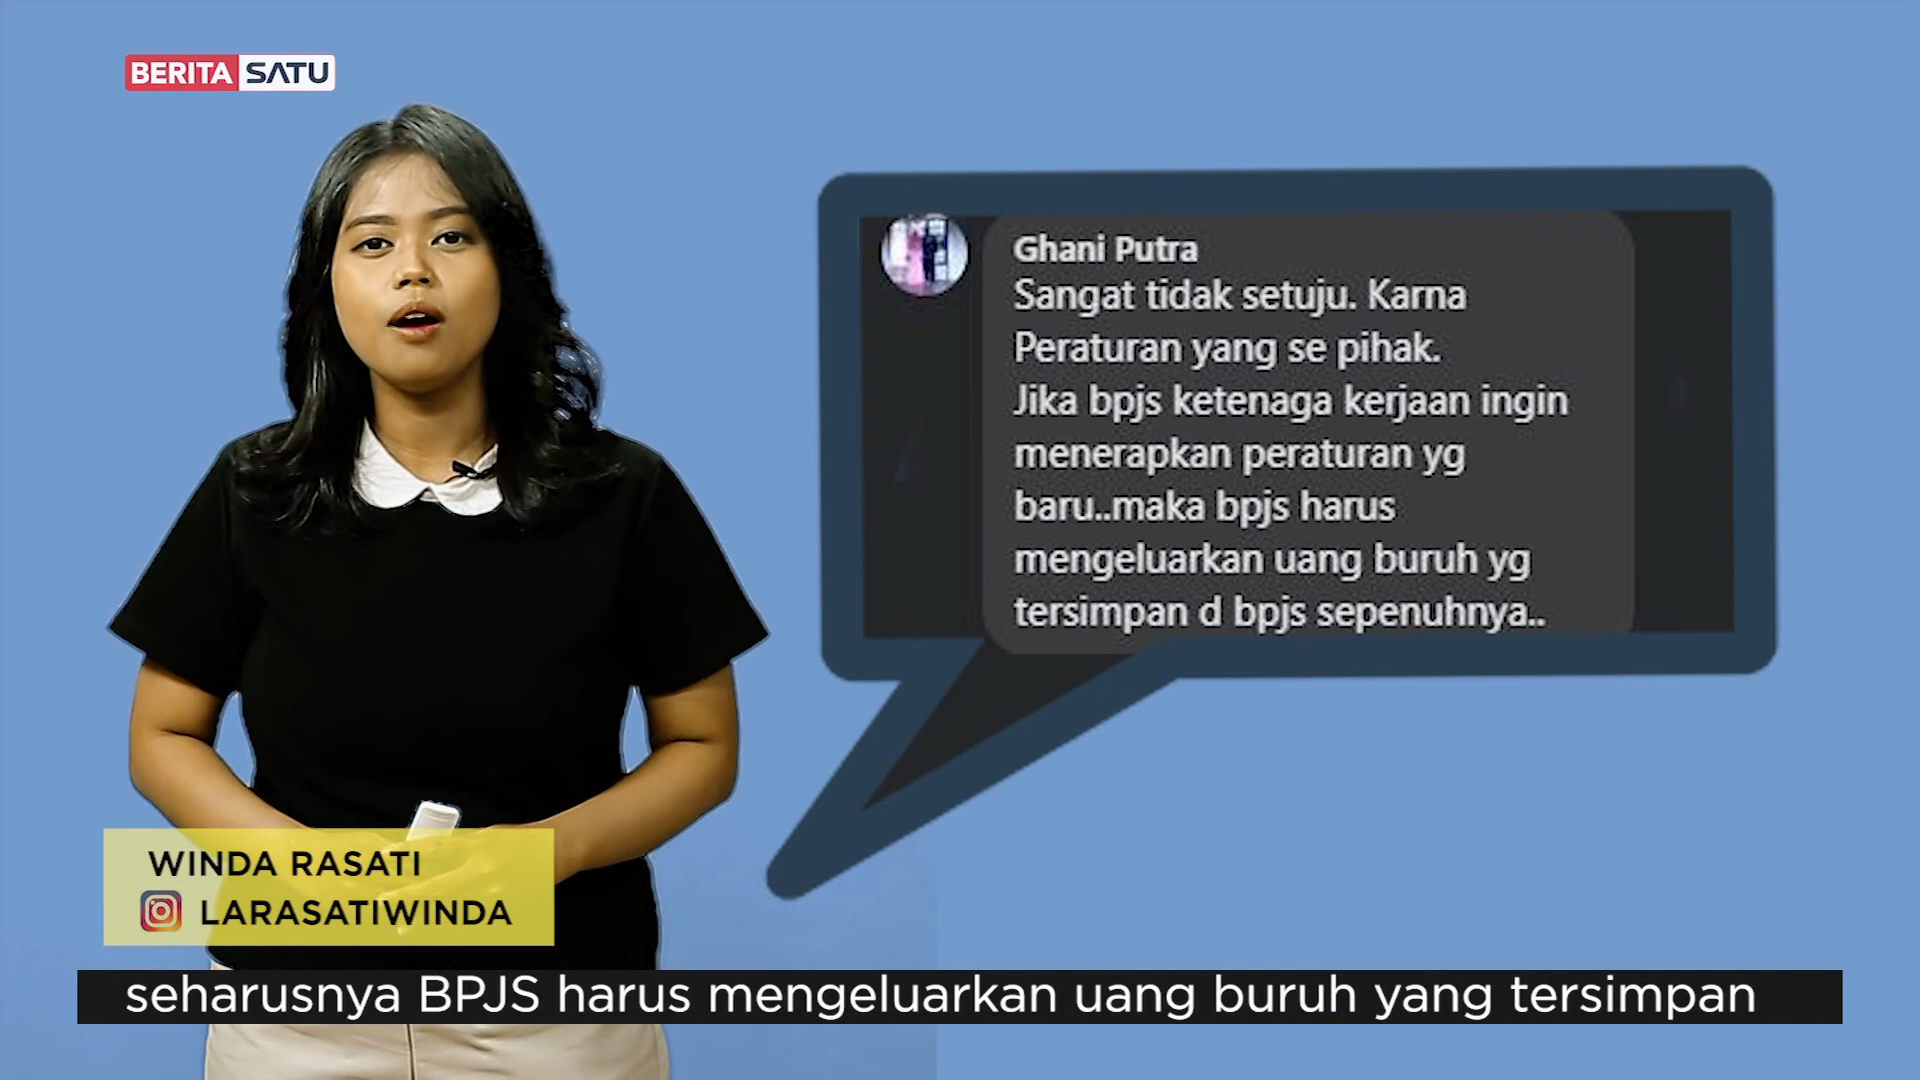 BERITA SATU
Ghani Putra
Sangat tidak setuju. Karna
Peraturan yang se pihak.
Jika bpjs ketenaga kerjaan ingin
menerapkan peraturan yg
baru..maka bpjs harus
mengeluarkan uang buruh yg
tersimpan d bpjs sepenuhnya..
WINDA RASATI
LARASATIWINDA
seharusnya BPJS harus mengeluarkan uang buruh yang tersimpan